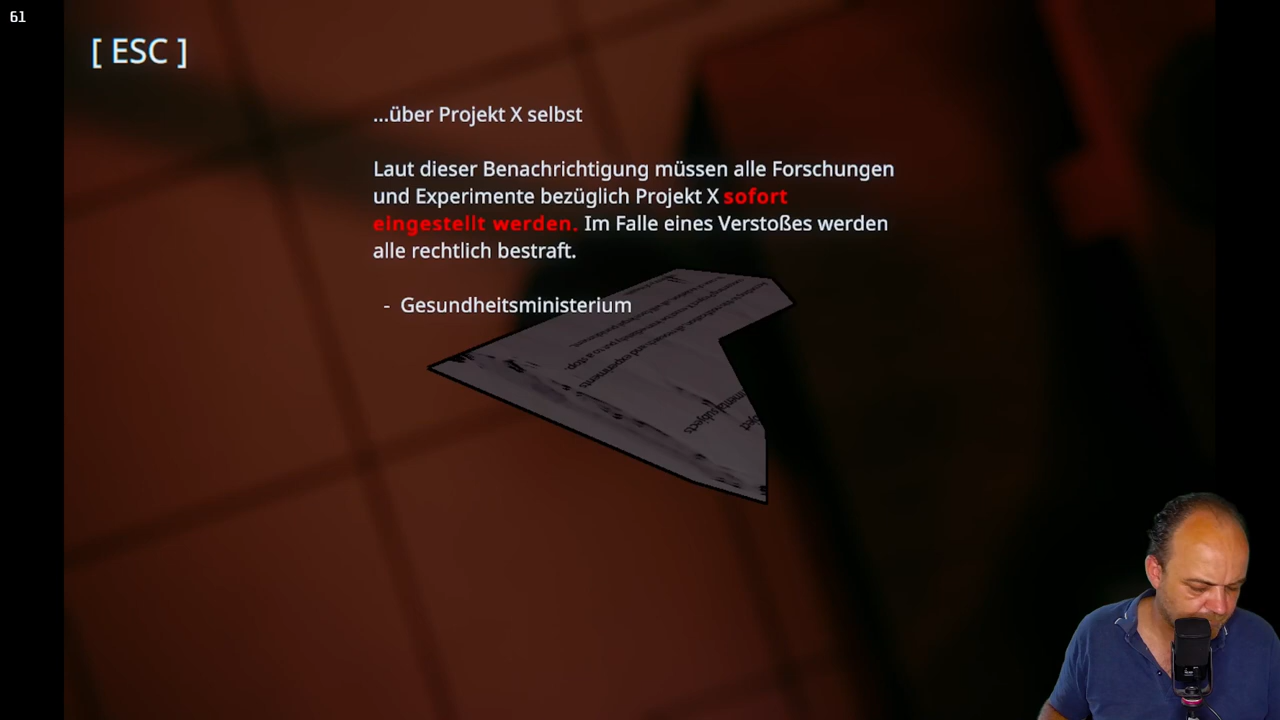 61
[ ESC ]
...über Projekt X selbst
Laut dieser Benachrichtigung müssen alle Forschungen
und Experimente bezüglich Projekt X sofort
eingestellt werden. Im Falle eines Verstoßes werden
alle rechtlich bestraft.
- Gesundheitsministerium